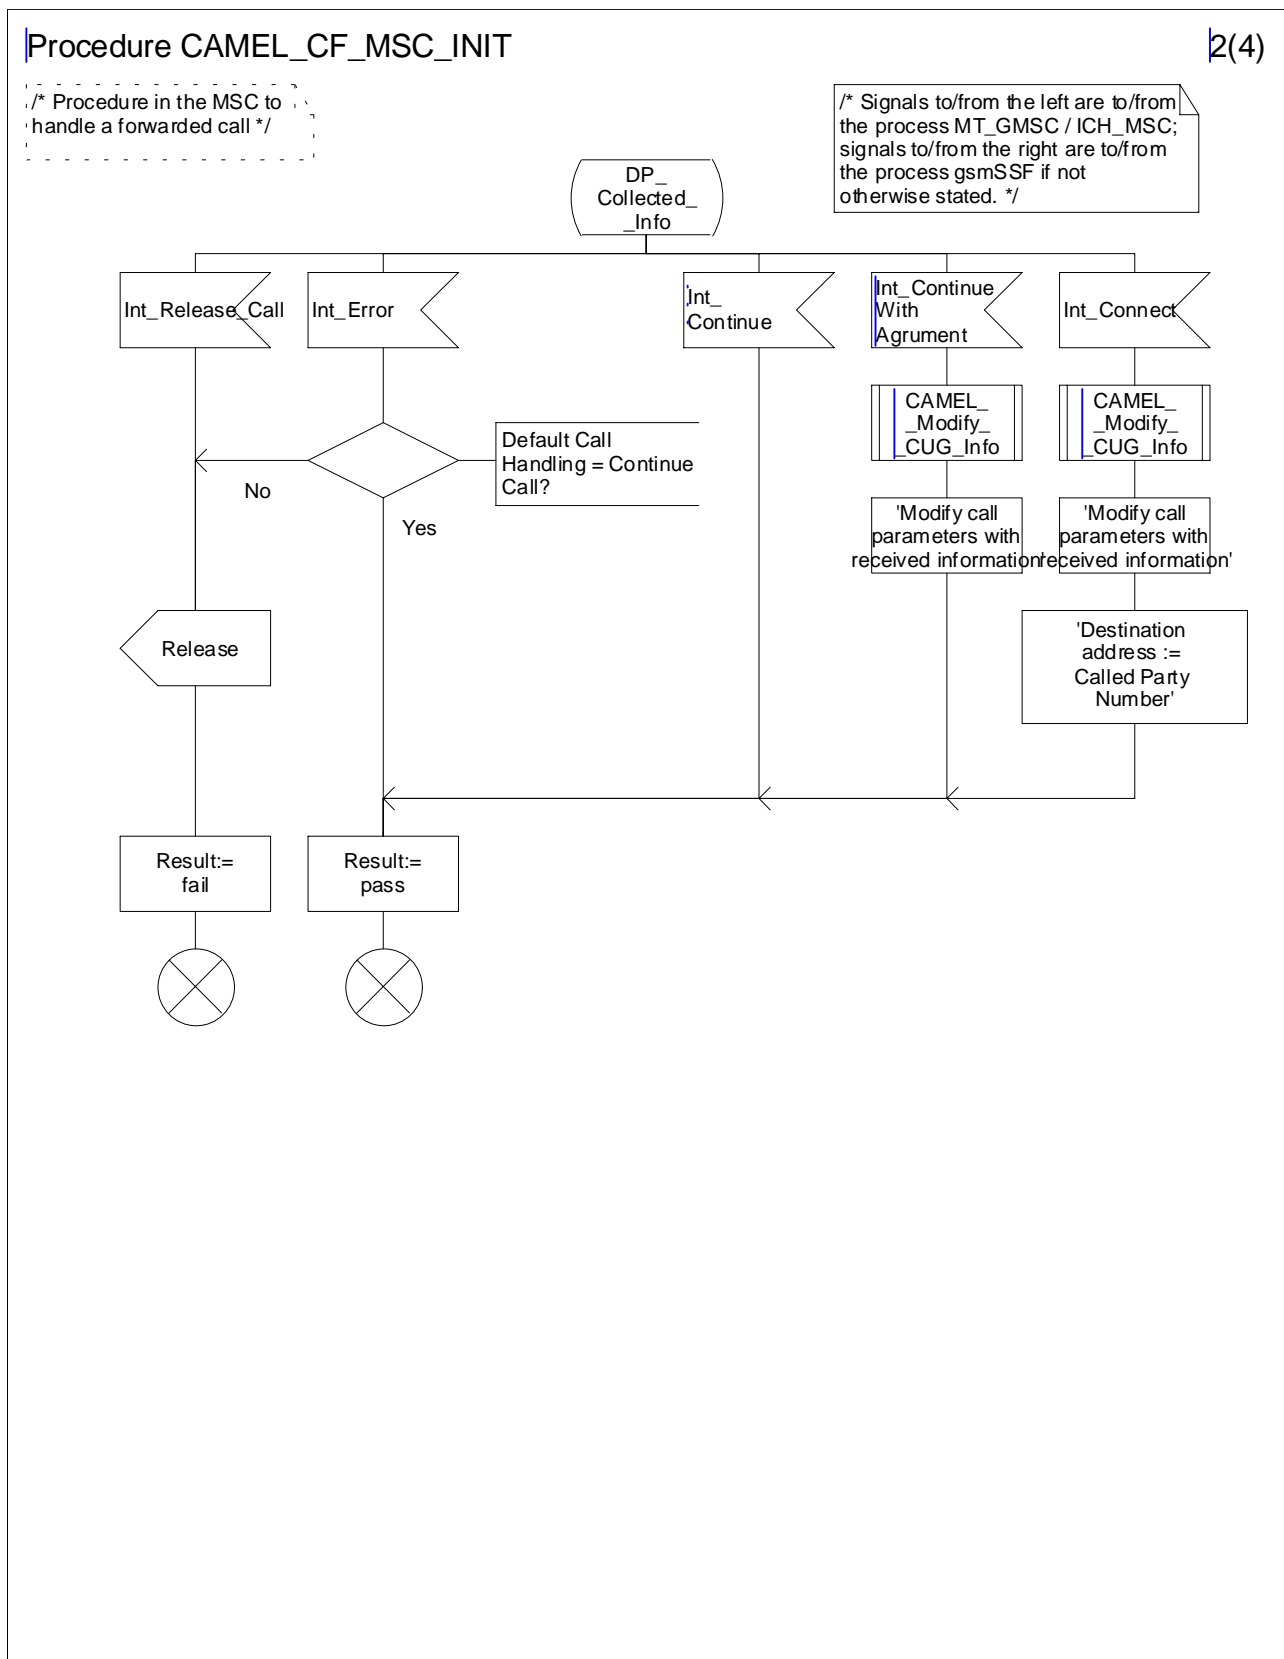 Procedure CAMEL_CF_MSC_INIT
2(4)
/* Procedure in the MSC to
handle a forwarded call */
/* Signals to/from the left are to/from
the process MT_GMSC / ICH_MSC;
signals to/from the right are to/from
the process gsmSSF if not
otherwise stated. */
DP_
Collected_
_Info
Int_Release_Call
Int_Error
Int_
Continue
Int_Continue
With
Agrument
Int_Connect
CAMEL_
_Modify_
_CUG_Info
CAMEL_
_Modify_
_CUG_Info
Default Call
Handling = Continue
Call?
No
Yes
'Modify call
parameters with
received information'
'Modify call
parameters with
received information'
Release
'Destination
address :=
Called Party
Number'
Result:=
fail
Result:=
pass